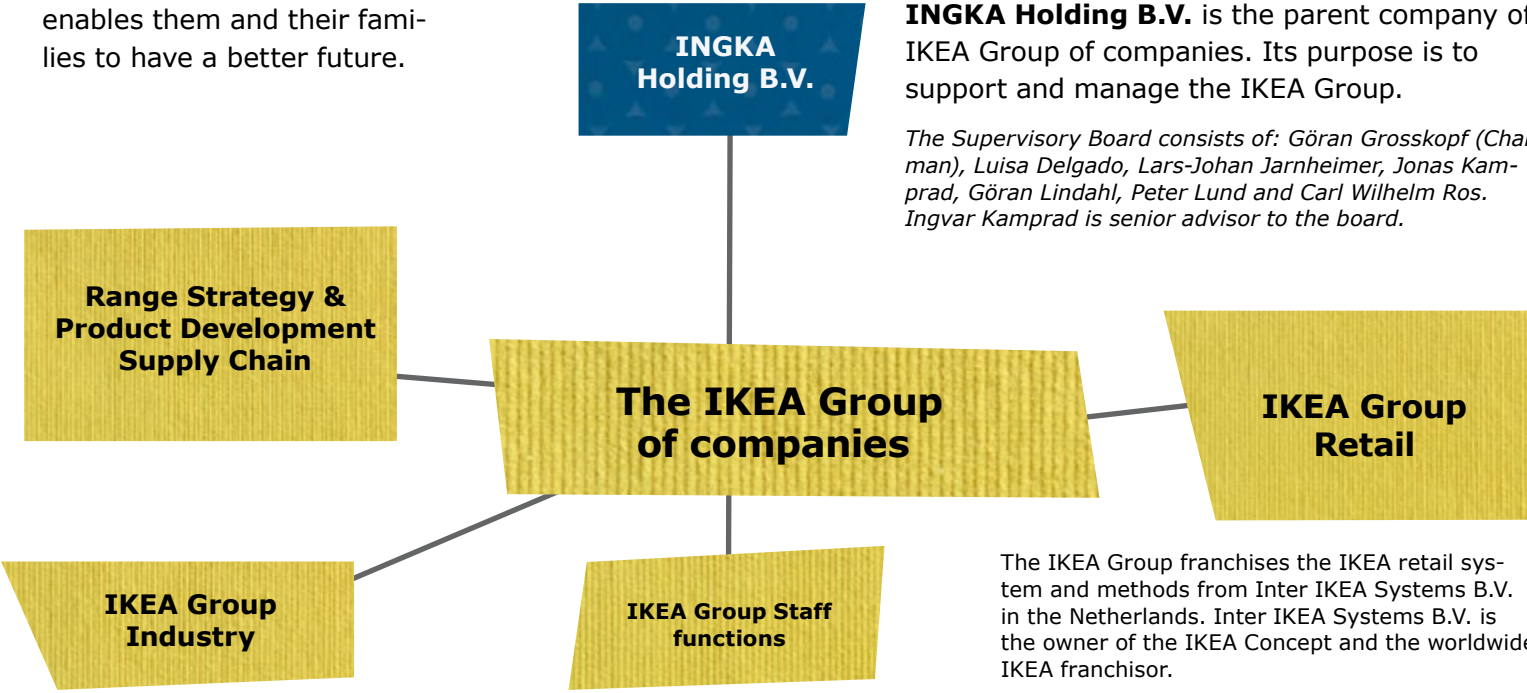 enables them and their fami-
lies to have a better future.
INGKA
Holding B.V.
INGKA Holding B.V. is the parent company of
IKEA Group of companies. Its purpose is to
support and manage the IKEA Group.
The Supervisory Board consists of: Göran Grosskopf (Chair
man), Luisa Delgado, Lars-Johan Jarnheimer, Jonas Kam-
prad, Göran Lindahl, Peter Lund and Carl Wilhelm Ros.
Ingvar Kamprad is senior advisor to the board.
Range Strategy &
Product Development
Supply Chain
The IKEA Group
of companies
IKEA Group
Retail
IKEA Group
Industry
IKEA Group Staff
functions
The IKEA Group franchises the IKEA retail sys-
tem and methods from Inter IKEA Systems B.V.
in the Netherlands. Inter IKEA Systems B.V. is
the owner of the IKEA Concept and the worldwide
IKEA franchisor.